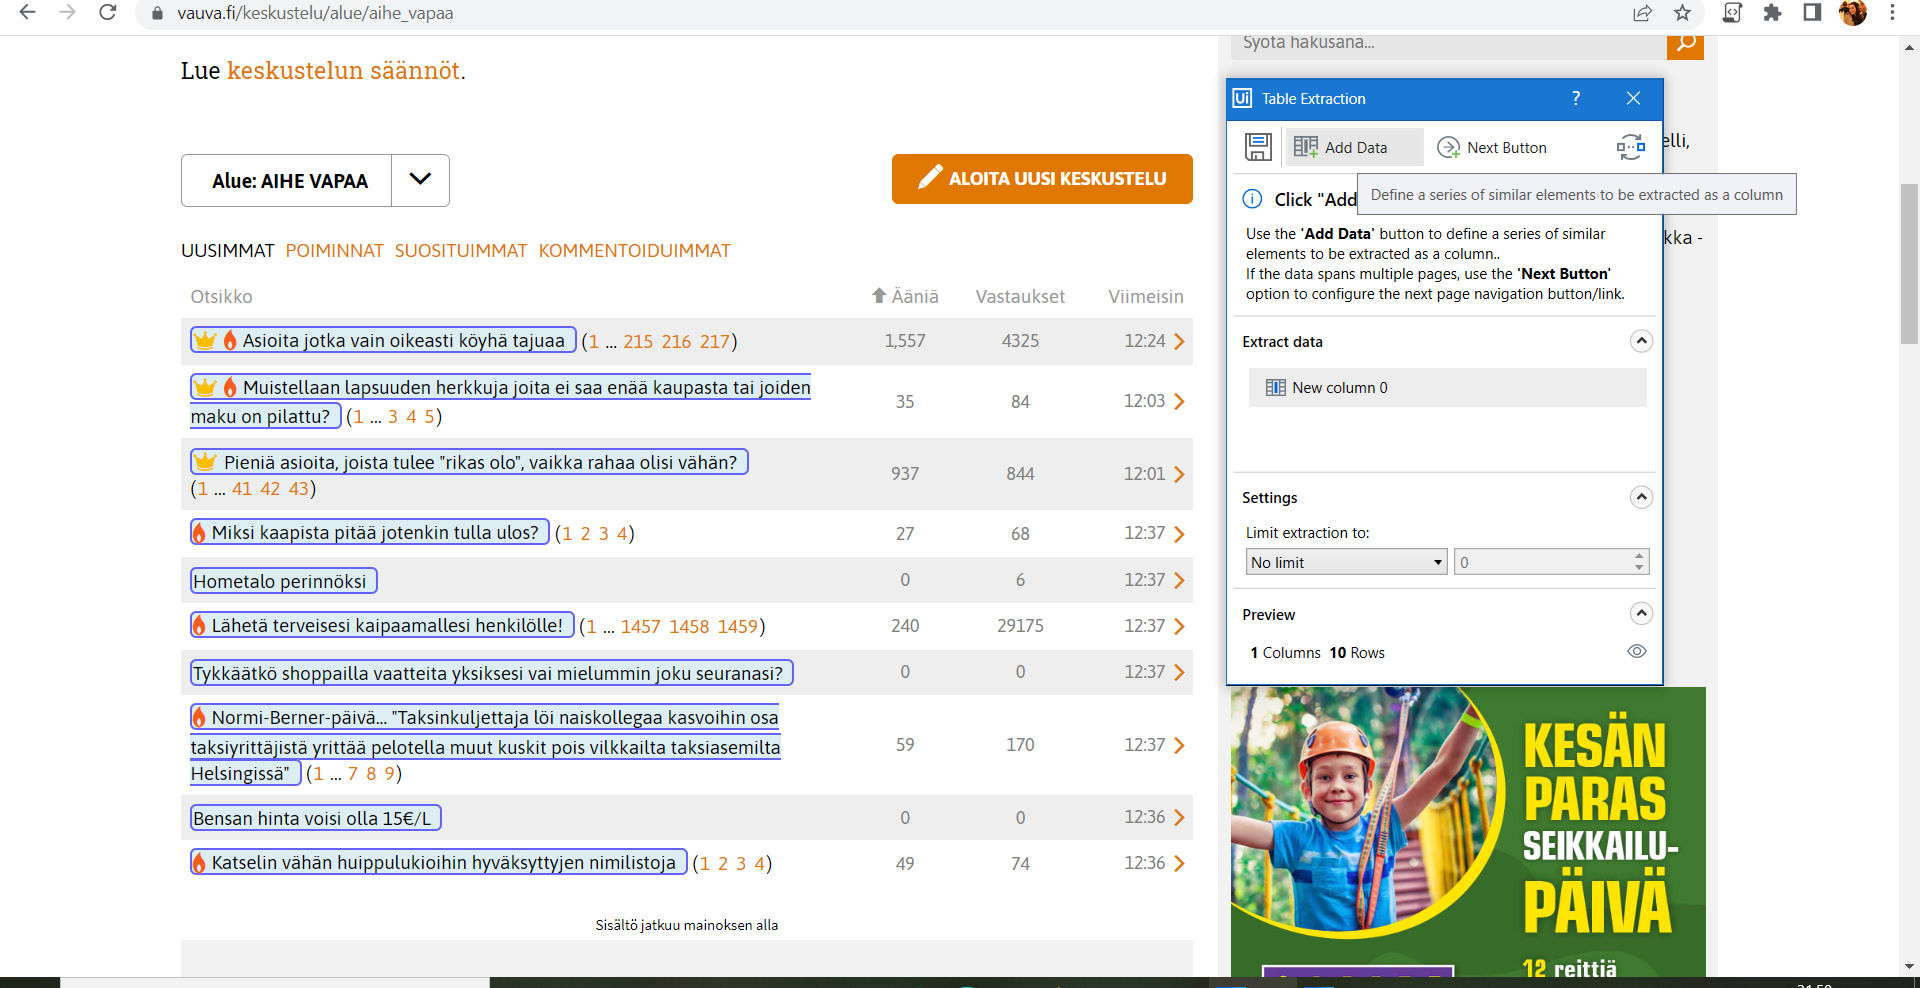 vauva.fi/keskustelu/alue/aihe_vapaa
Lue keskustelun säännöt.
Alue: AIHE VAPAA
ALOITA UUSI KESKUSTELU
UUSIMMAT POIMINNAT SUOSITUIMMAT KOMMENTOIDUIMMAT
Otsikko Ääniä Vastaukset Viimeisin
Asioita jotka vain oikeasti köyhä tajuaa (1 ... 215 216 217) 1,557 4325 12:24
Muistellaan lapsuuden herkkuja joita ei saa enää kaupasta tai joiden
maku on pilattu? (1 ... 3 4 5) 35 84 12:03
Pieniä asioita, joista tulee "rikas olo", vaikka rahaa olisi vähän?
(1 ... 41 42 43) 937 844 12:01
Miksi kaapista pitää jotenkin tulla ulos? (1 2 3 4) 27 68 12:37
Hometalo perinnöksi 0 6 12:37
Lähetä terveisesi kaipaamallesi henkilölle! (1 ... 1457 1458 1459) 240 29175 12:37
Tykkäätkö shoppailla vaatteita yksiksesi vai mielummin joku seuranasi? 0 0 12:37
Normi-Berner-päivä... "Taksinkuljettaja löi naiskollegaa kasvoihin osa
taksiyrittäjistä yrittää pelotella muut kuskit pois vilkkailta taksiasemilta
Helsingissä" (1 ... 7 8 9) 59 170 12:37
Bensan hinta voisi olla 15€/L 0 0 12:36
Katselin vähän huippulukioihin hyväksyttyjen nimilistoja (1 2 3 4) 49 74 12:36
Sisältö jatkuu mainoksen alla
Syötä hakusana...
Ui Table Extraction ?
Add Data Next Button
elli,
Click "Add
Define a series of similar elements to be extracted as a column
Use the 'Add Data' button to define a series of similar
elements to be extracted as a column..
If the data spans multiple pages, use the 'Next Button'
option to configure the next page navigation button/link.
kka -
Extract data
New column 0
Settings
Limit extraction to:
No limit 0
Preview
1 Columns 10 Rows
KESÄN
PARAS
SEIKKAILU-
PÄIVÄ
12 reittiä